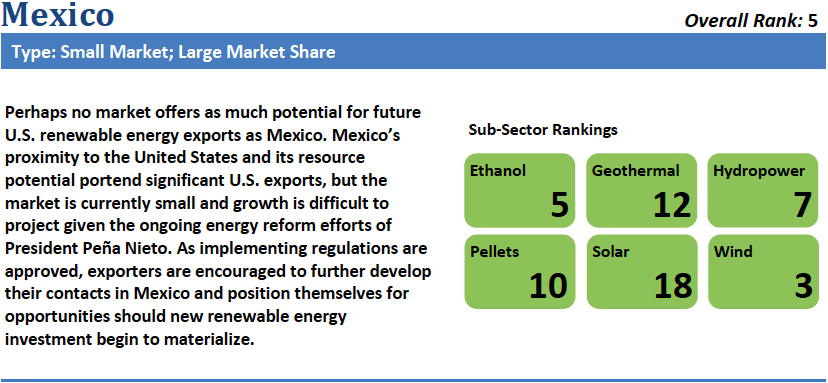 Mexico
Overall Rank: 5
Type: Small Market; Large Market Share
Perhaps no market offers as much potential for future
U.S. renewable energy exports as Mexico. Mexico's
proximity to the United States and its resource
potential portend significant U.S. exports, but the
market is currently small and growth is difficult to
project given the ongoing energy reform efforts of
President Peña Nieto. As implementing regulations are
approved, exporters are encouraged to further develop
their contacts in Mexico and position themselves for
opportunities should new renewable energy
investment begin to materialize.
Sub-Sector Rankings
Ethanol
5
Geothermal
12
Hydropower
7
Pellets
10
Solar
18
Wind
3